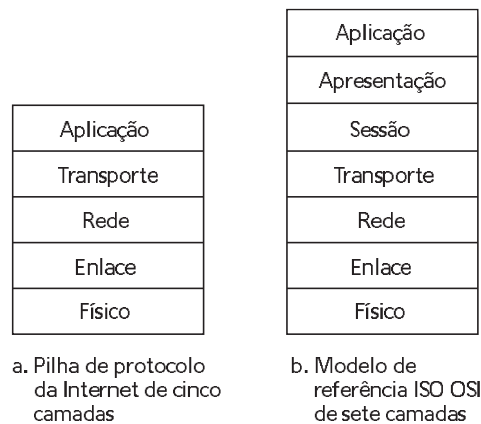 Aplicação
Transporte
Rede
Enlace
Físico
a. Pilha de protocolo
da Internet de cinco
camadas
Aplicação
Apresentação
Sessão
Transporte
Rede
Enlace
Físico
b. Modelo de
referência ISO OSI
de sete camadas